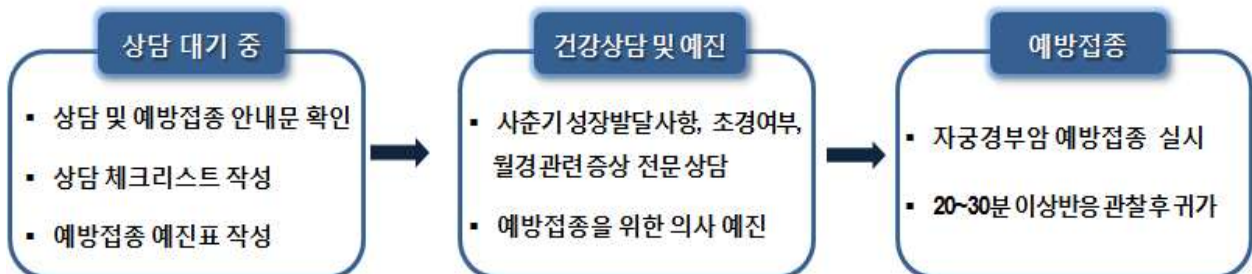 상담 대기 중
▪ 상담 및 예방접종 안내문 확인
▪ 상담 체크리스트 작성
▪ 예방접종 예진표 작성
건강상담 및 예진
▪ 사춘기 성장발달사항, 초경여부,
월경 관련 증상 전문 상담
▪ 예방접종을 위한 의사 예진
예방접종
▪ 자궁경부암 예방접종 실시
▪ 20~30분 이상반응 관찰 후 귀가